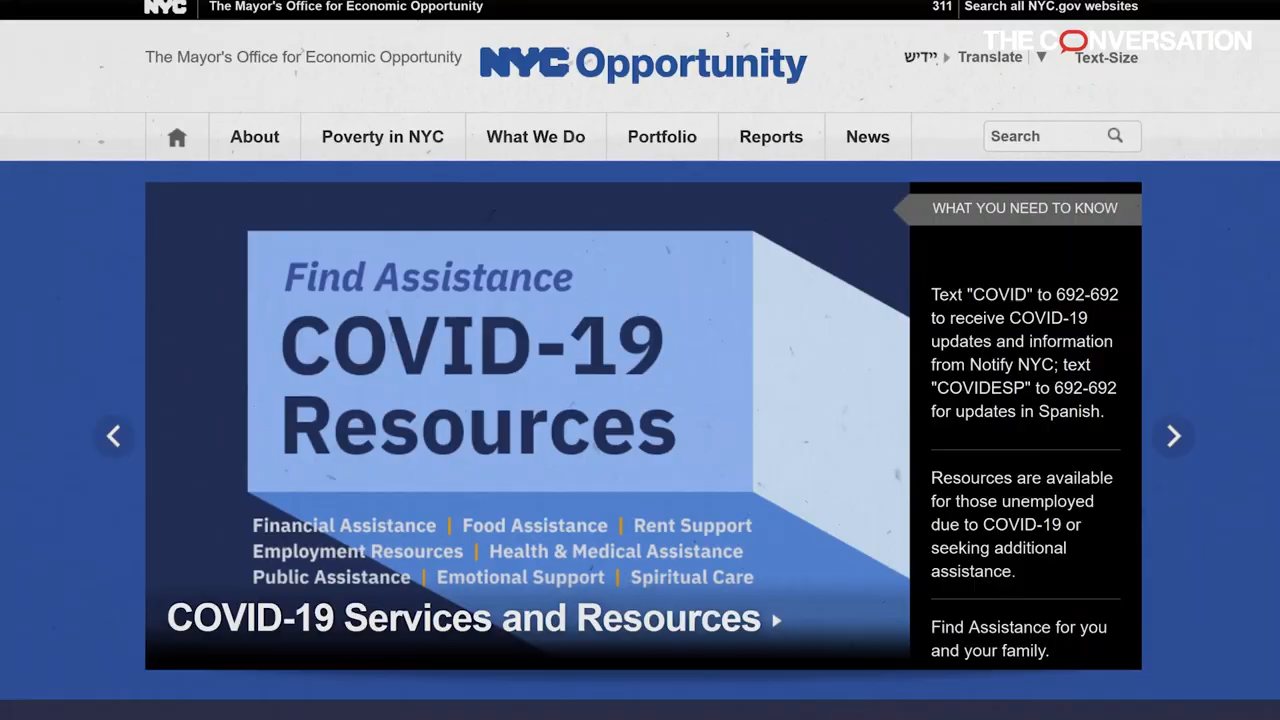 NYC The Mayor's Office for Economic Opportunity 311 Search all NYC.gov websites
THE CONVERSATION
The Mayor's Office for Economic Opportunity NYC Opportunity ייִדיש Translate Text-Size
About Poverty in NYC What We Do Portfolio Reports News Search
WHAT YOU NEED TO KNOW
Find Assistance
COVID-19
Resources
Financial Assistance | Food Assistance | Rent Support
Employment Resources | Health & Medical Assistance
Public Assistance | Emotional Support | Spiritual Care
COVID-19 Services and Resources
Text "COVID" to 692-692
to receive COVID-19
updates and information
from Notify NYC; text
"COVIDESP" to 692-692
for updates in Spanish.
Resources are available
for those unemployed
due to COVID-19 or
seeking additional
assistance.
Find Assistance for you
and your family.